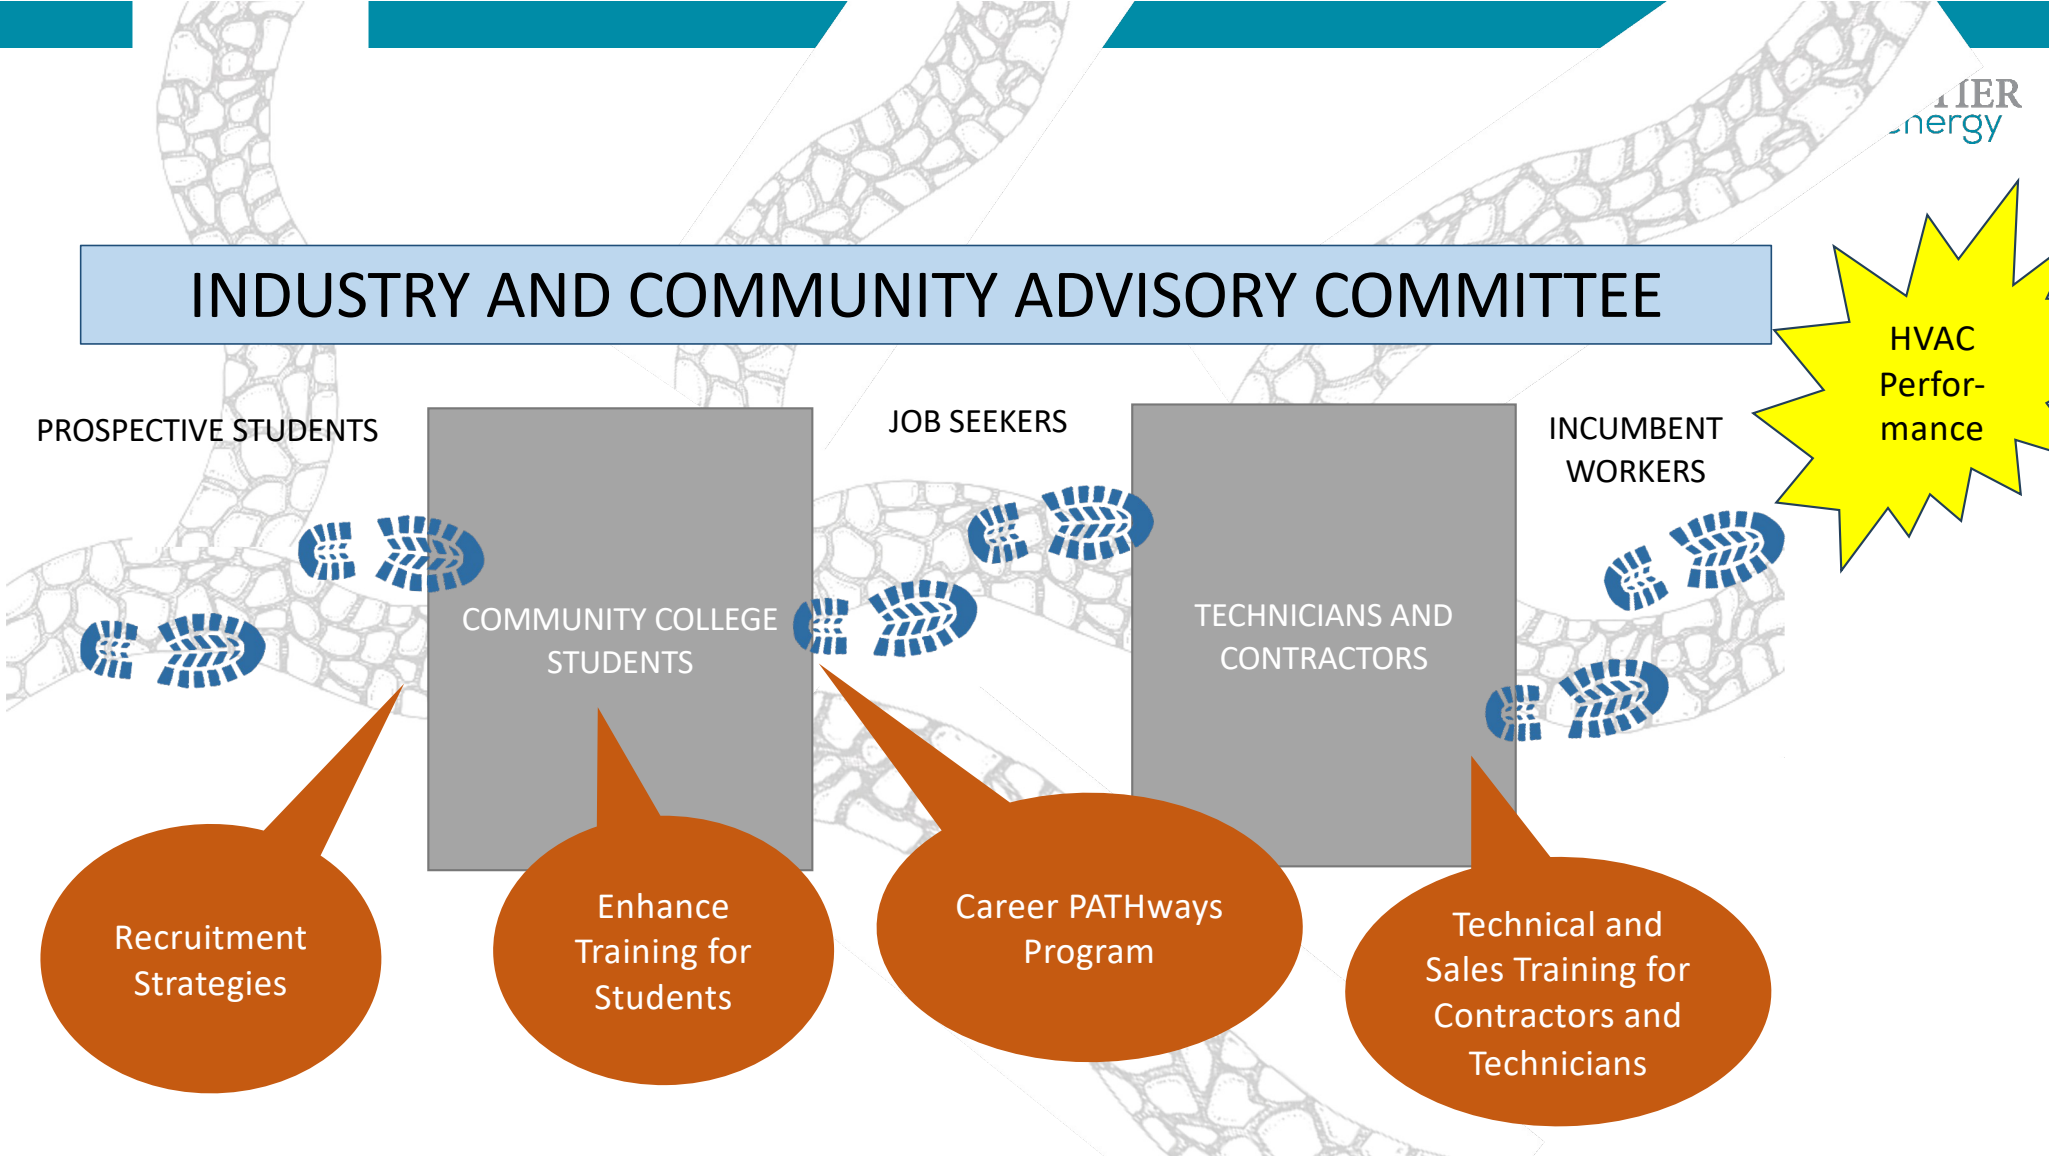 energy
INDUSTRY AND COMMUNITY ADVISORY COMMITTEE
HVAC
Perfor-
mance
PROSPECTIVE STUDENTS
JOB SEEKERS
INCUMBENT
WORKERS
COMMUNITY COLLEGE
STUDENTS
TECHNICIANS AND
CONTRACTORS
Recruitment
Strategies
Enhance
Training for
Students
Career PATHways
Program
Technical and
Sales Training for
Contractors and
Technicians